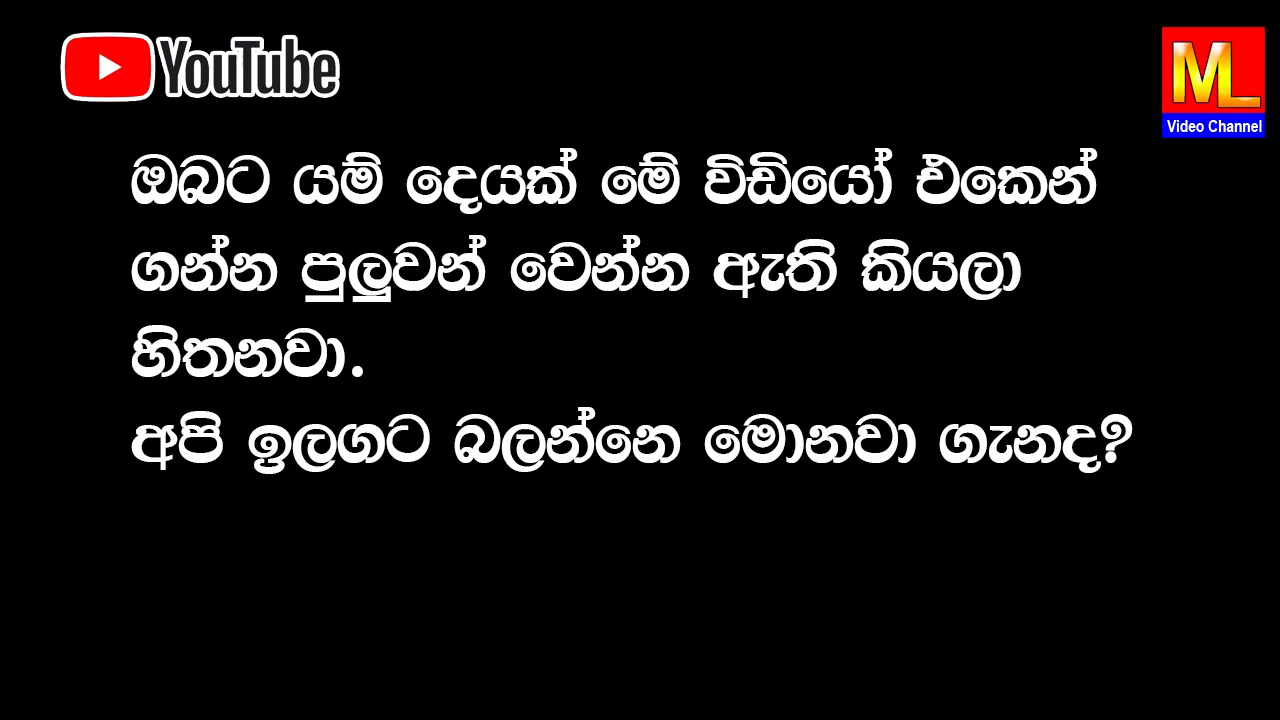 YouTube
ML
Video Channel
ඔබට යම් දෙයක් මේ විඩියෝ එකෙන්
ගන්න පුලුවන් වෙන්න ඇති කියලා
හිතනවා.
අපි ඉලගට බලන්නෙ මොනවා ගැනද?